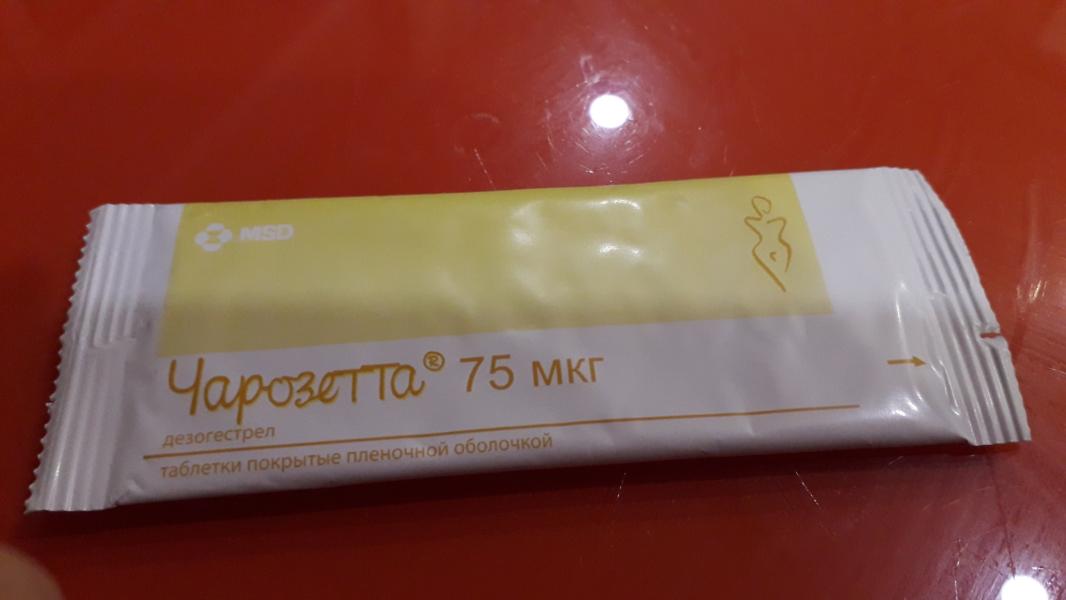 MSD
Чарозетта® 75 мкг
дезогестрел
таблетки покрытые пленочной оболочкой